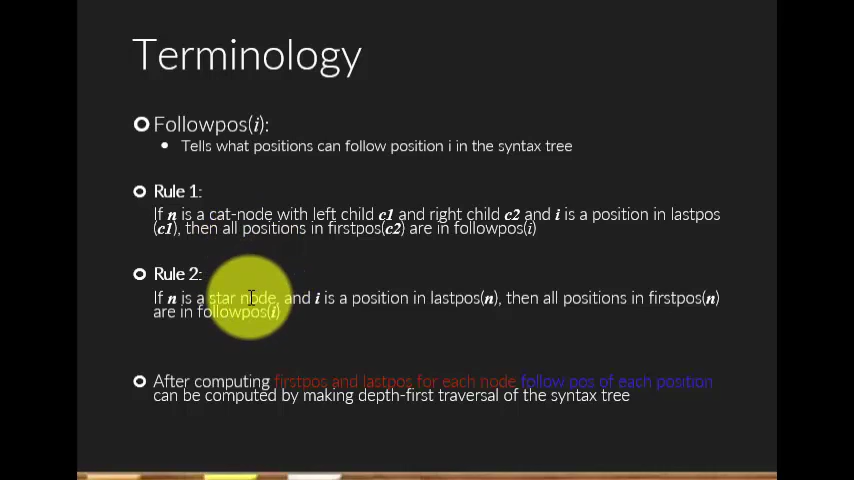 Terminology
Followpos(i):
Tells what positions can follow position i in the syntax tree
Rule 1:
If n is a cat-node with left child c1 and right child c2 and i is a position in lastpos
(c1), then all positions in firstpos(c2) are in followpos(i)
Rule 2:
If n is a star node, and i is a position in lastpos(n), then all positions in firstpos(n)
are in followpos(i)
After computing firstpos and lastpos for each node follow pos of each position
can be computed by making depth-first traversal of the syntax tree